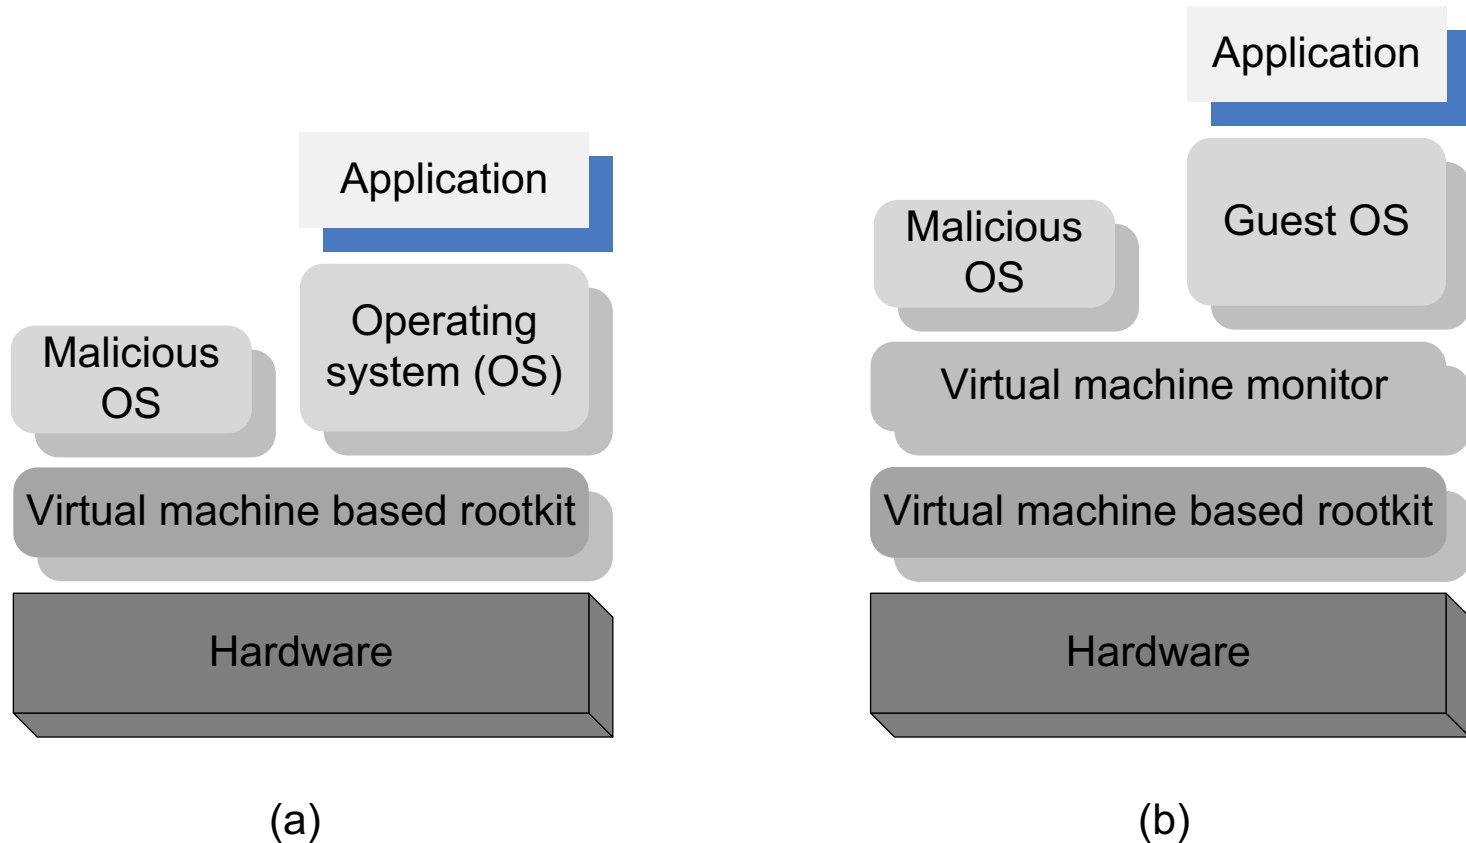 Application
Malicious
OS
Operating
system (OS)
Virtual machine based rootkit
Hardware
(a)
Application
Malicious
OS
Guest OS
Virtual machine monitor
Virtual machine based rootkit
Hardware
(b)